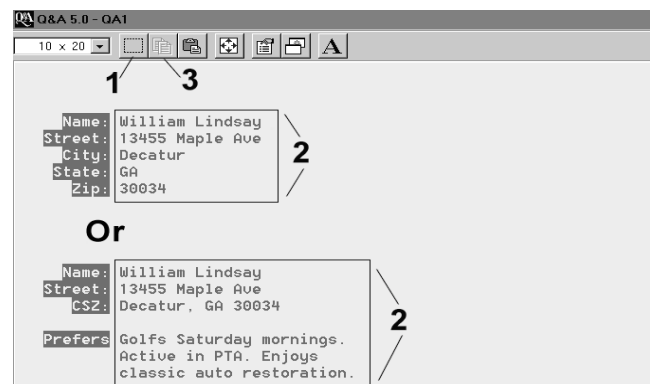 Q&A 5.0 - QA1
10 x 20 A
1 3
Name: William Lindsay
Street: 13455 Maple Ave
City: Decatur
State: GA
Zip: 30034
2
Or
Name: William Lindsay
Street: 13455 Maple Ave
CSZ: Decatur, GA 30034
Prefers Golfs Saturday mornings.
Active in PTA. Enjoys
classic auto restoration.
2